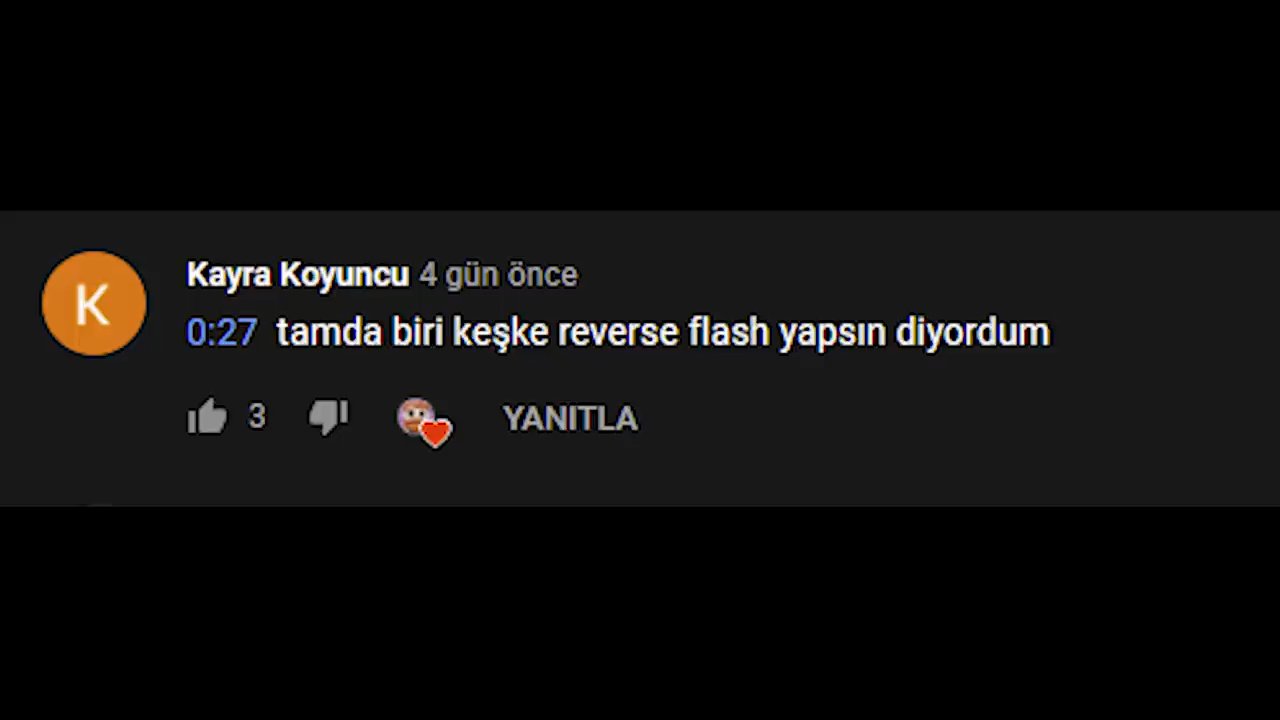 K
Kayra Koyuncu 4 gün önce
0:27 tamda biri keşke reverse flash yapsın diyordum
3 YANITLA